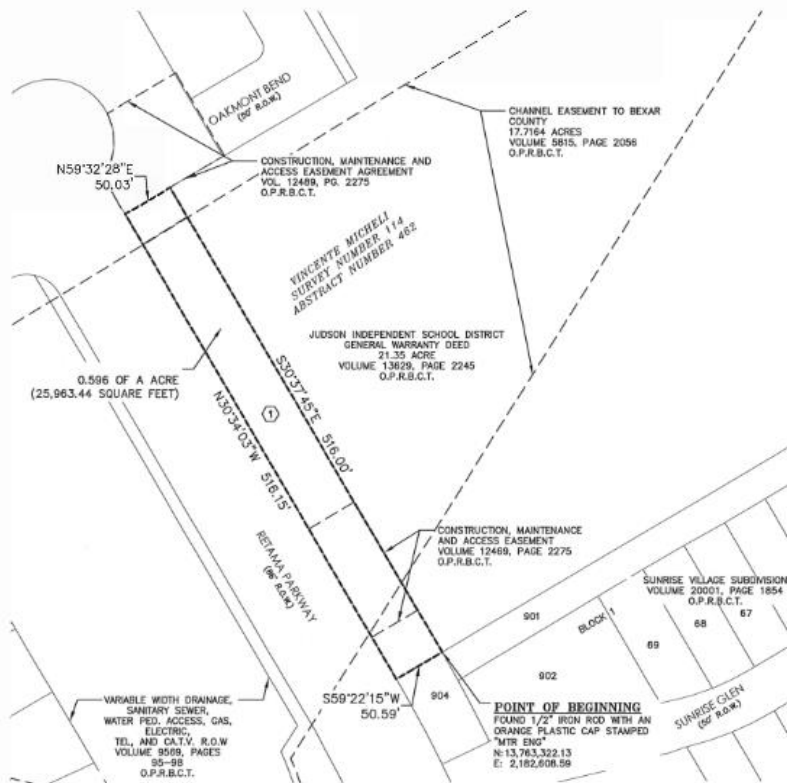 OAKMONT BEND
(50' R.O.W.)
N59°32'28"E
50.03'
CONSTRUCTION, MAINTENANCE AND
ACCESS EASEMENT AGREEMENT
VOL. 12489, PG. 2275
O.P.R.B.C.T.
CHANNEL EASEMENT TO BEXAR
COUNTY
17.7164 ACRES
VOLUME 5815, PAGE 2056
O.P.R.B.C.T.
VINCENTE MICHELI
SURVEY NUMBER 114
ABSTRACT NUMBER 462
JUDSON INDEPENDENT SCHOOL DISTRICT
GENERAL WARRANTY DEED
21.35 ACRE
VOLUME 13629, PAGE 2245
O.P.R.B.C.T.
0.596 OF A ACRE
(25,963.44 SQUARE FEET)
S30°37'45"E 516.00'
1
N30°34'03"W 516.15'
RETAMA PARKWAY
(86' R.O.W.)
CONSTRUCTION, MAINTENANCE
AND ACCESS EASEMENT
VOLUME 12469, PAGE 2275
O.P.R.B.C.T.
SUNRISE VILLAGE SUBDIVISION
VOLUME 20001, PAGE 1854
O.P.R.B.C.T.
901
BLOCK 1
69
68
67
902
904
S59°22'15"W
50.59'
VARIABLE WIDTH DRAINAGE,
SANITARY SEWER,
WATER PED. ACCESS, GAS,
ELECTRIC,
TEL, AND CA.T.V. R.O.W
VOLUME 9569, PAGES
95-98
O.P.R.B.C.T.
POINT OF BEGINNING
FOUND 1/2" IRON ROD WITH AN
ORANGE PLASTIC CAP STAMPED
"MTR ENG"
N:13,763,322.13
E: 2,182,608.59
SUNRISE GLEN
(50' R.O.W.)